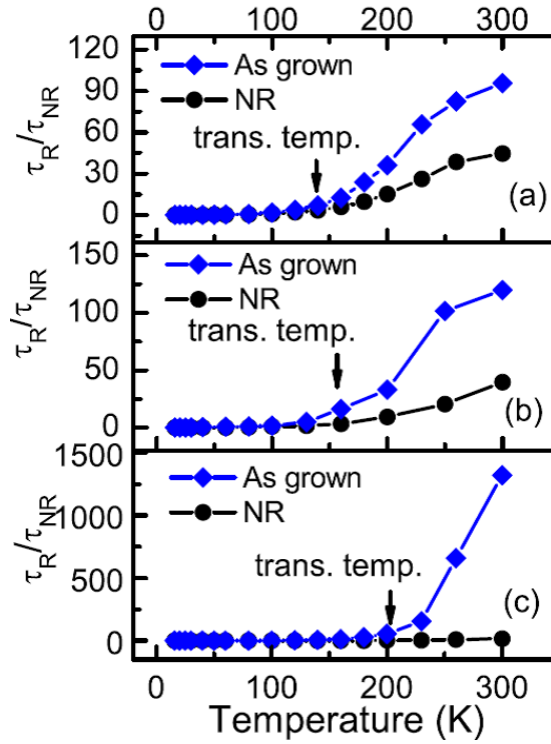 0 100 200 300
120
90
60
30
0
τR/τNR
As grown
NR
trans. temp.
(a)
150
100
50
0
τR/τNR
As grown
NR
trans. temp.
(b)
1500
1000
500
0
τR/τNR
As grown
NR
trans. temp.
(c)
0 100 200 300
Temperature (K)